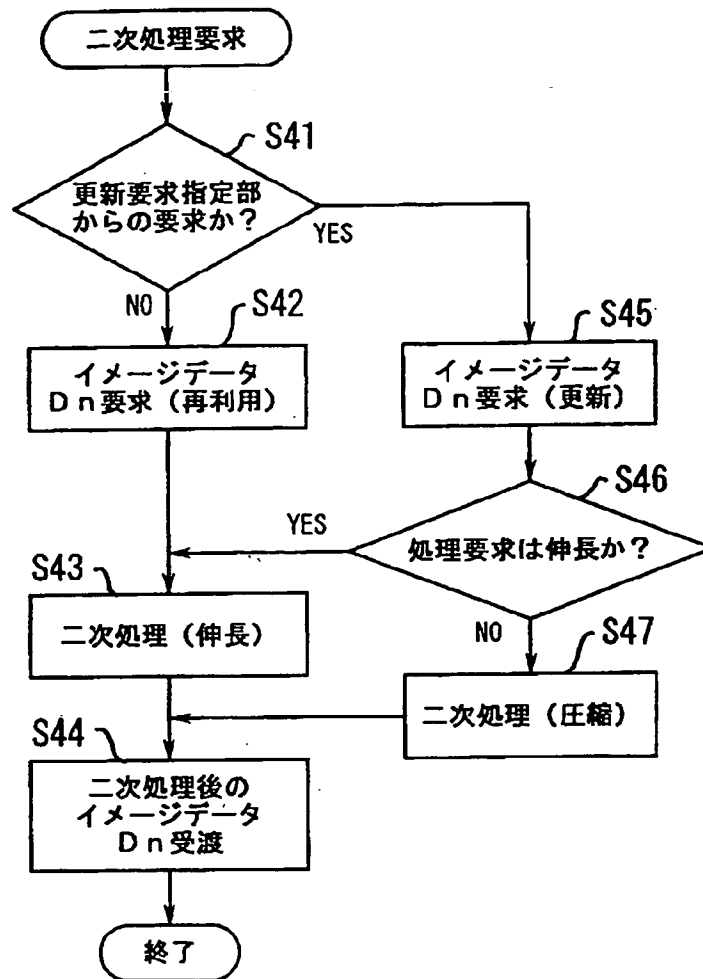 二次処理要求
S41
更新要求指定部
からの要求か？
YES
NO
S42
イメージデータ
Dn要求（再利用）
S45
イメージデータ
Dn要求（更新）
S46
処理要求は伸長か？
YES
NO
S43
二次処理（伸長）
S47
二次処理（圧縮）
S44
二次処理後の
イメージデータ
Dn受渡
終了